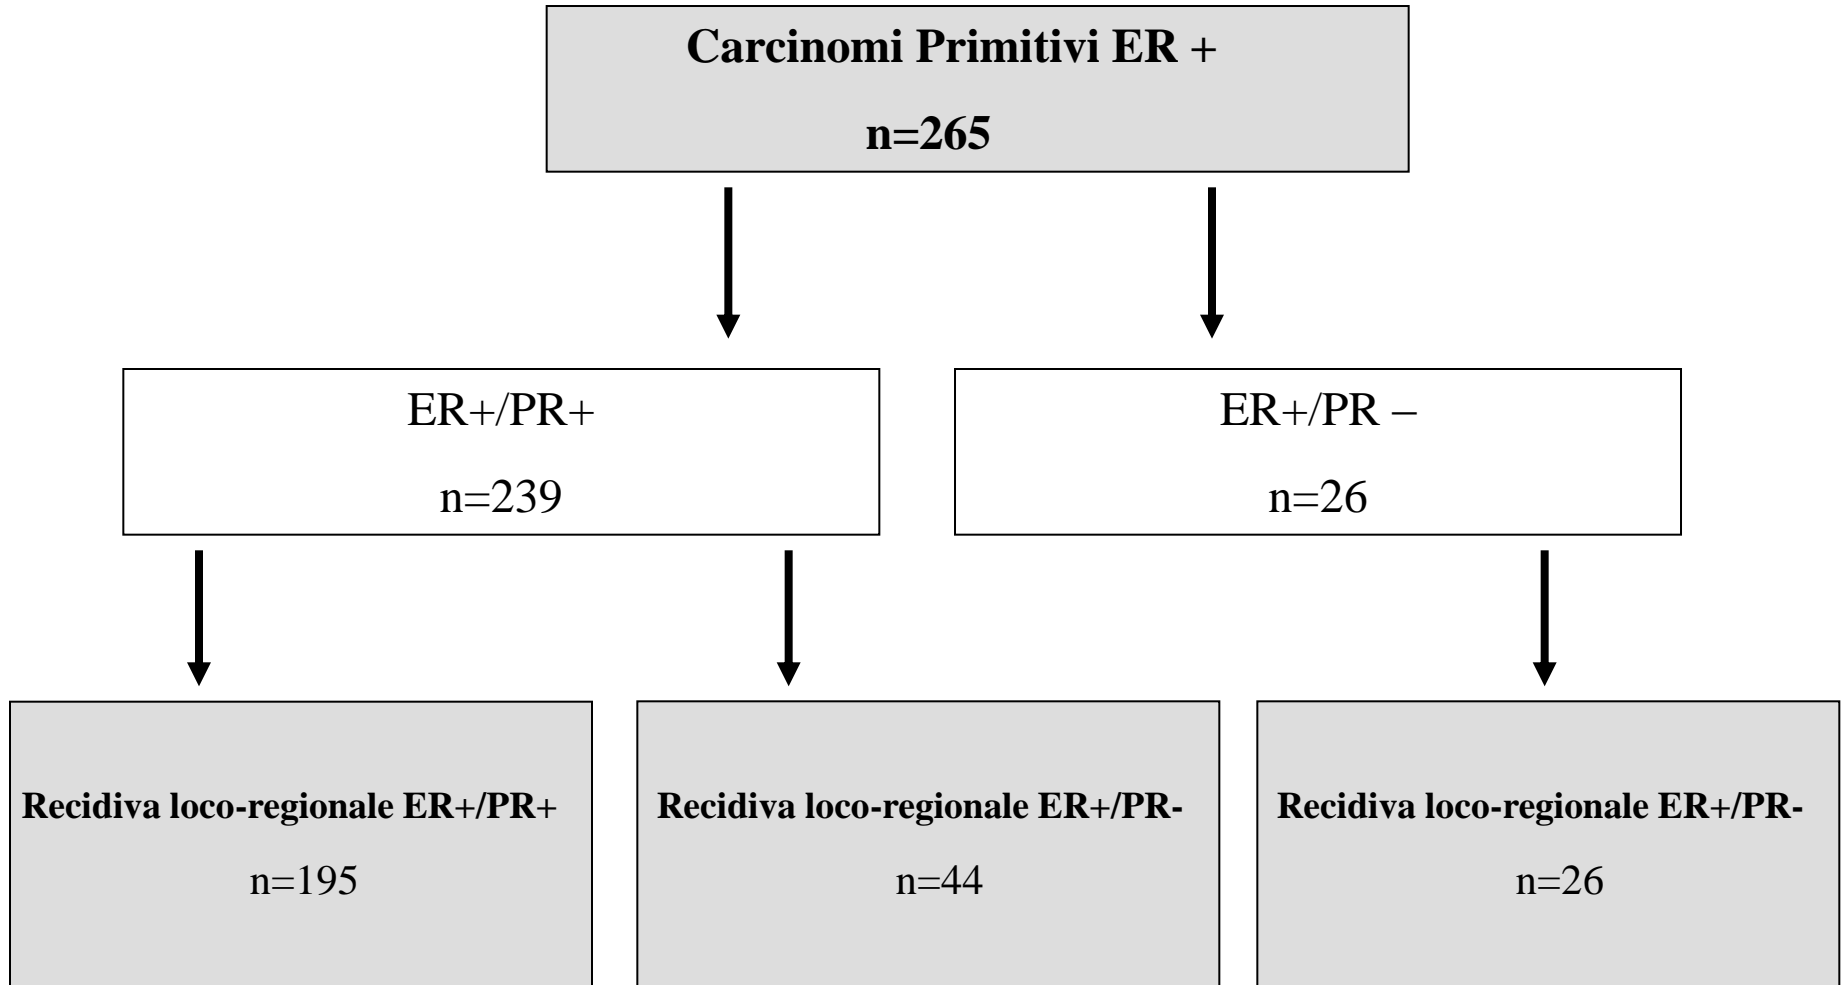 Carcinomi Primitivi ER +
n=265
ER+/PR+
n=239
ER+/PR –
n=26
Recidiva loco-regionale ER+/PR+
n=195
Recidiva loco-regionale ER+/PR-
n=44
Recidiva loco-regionale ER+/PR-
n=26